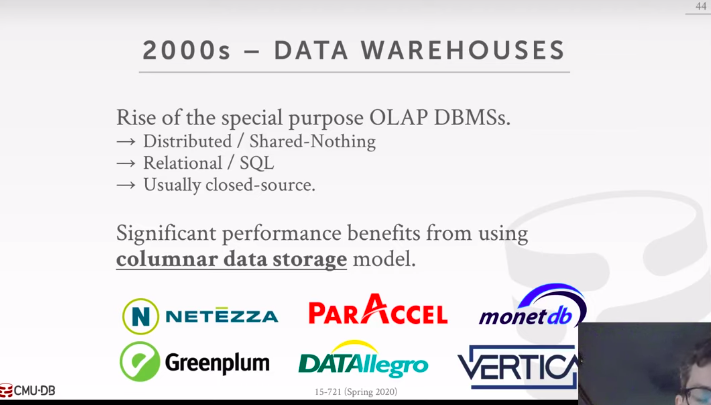 44
2000s – DATA WAREHOUSES
Rise of the special purpose OLAP DBMSs.
→ Distributed / Shared-Nothing
→ Relational / SQL
→ Usually closed-source.
Significant performance benefits from using
columnar data storage model.
N NETEZZA PARACCEL monetdb
Greenplum DATAllegro VERTICA
CMU·DB 15-721 (Spring 2020)